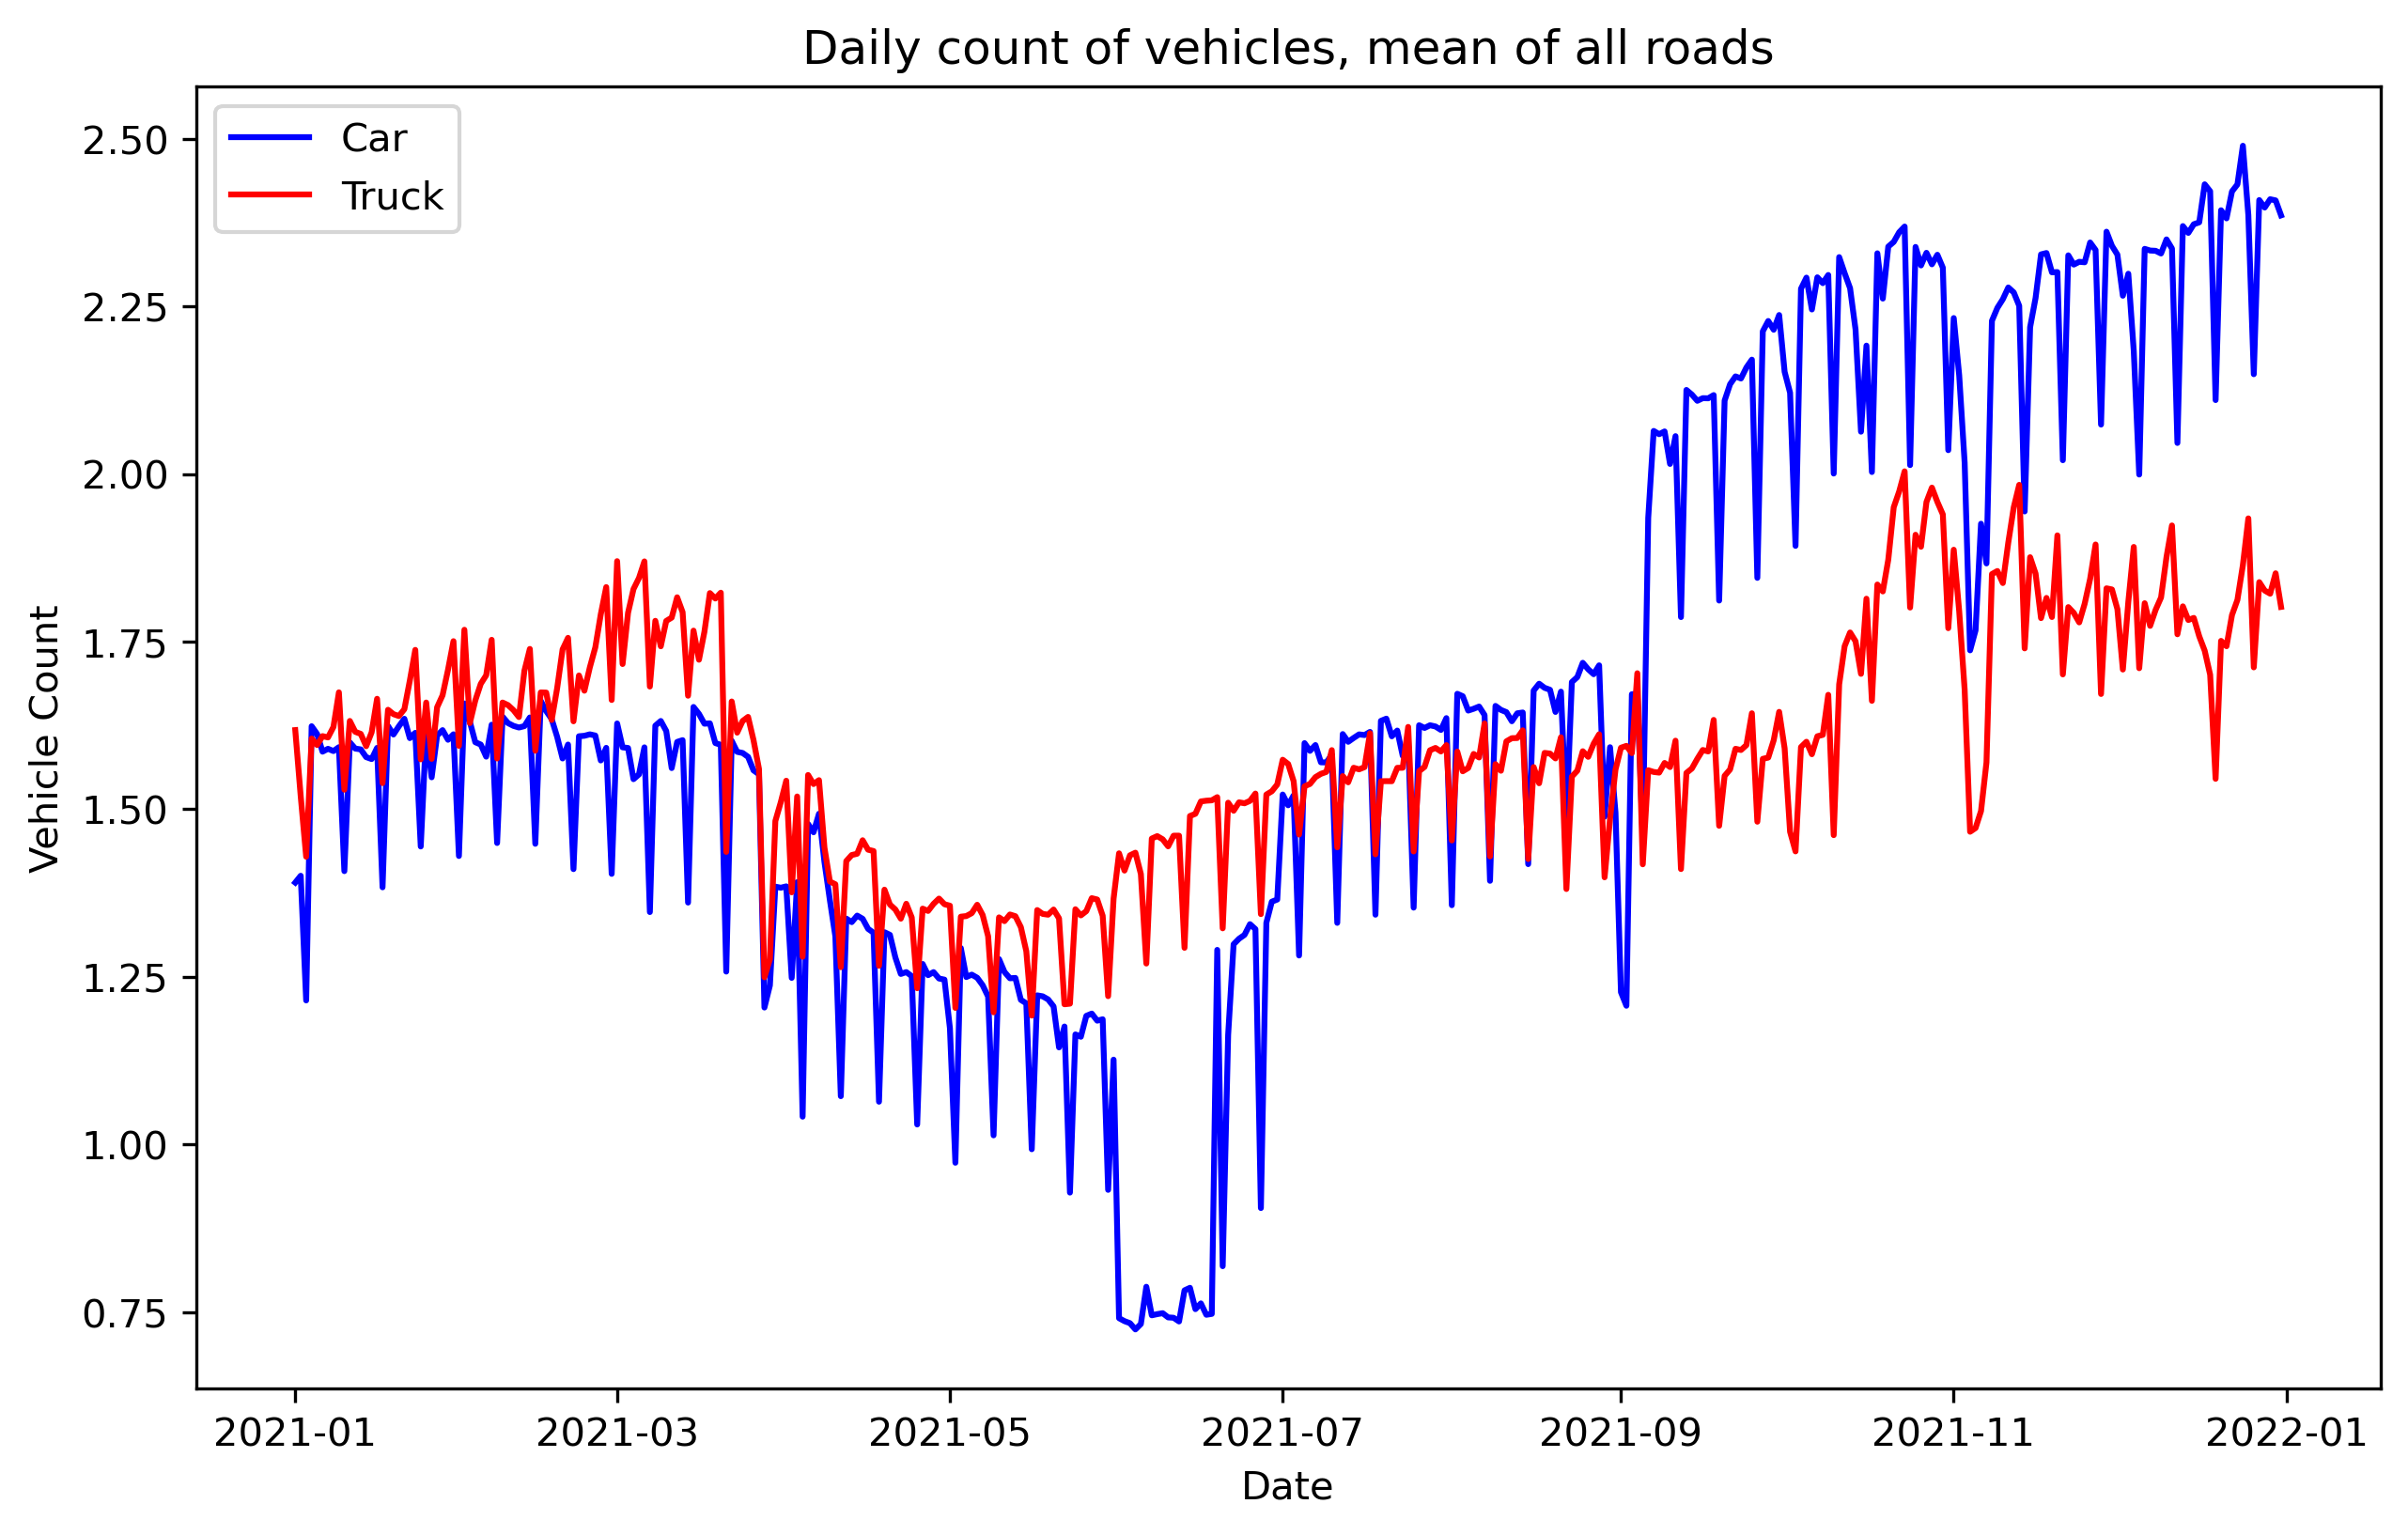 Daily count of vehicles, mean of all roads
Car
Truck
2.50
2.25
2.00
1.75
1.50
1.25
1.00
0.75
Vehicle Count
2021-01 2021-03 2021-05 2021-07 2021-09 2021-11 2022-01
Date